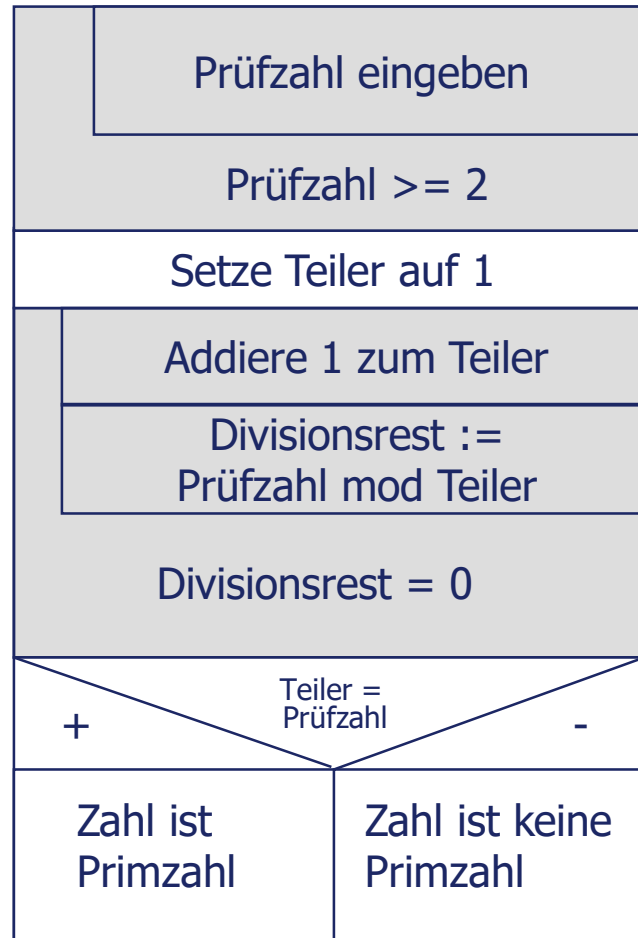 Prüfzahl eingeben
Prüfzahl >= 2
Setze Teiler auf 1
Addiere 1 zum Teiler
Divisionsrest :=
Prüfzahl mod Teiler
Divisionsrest = 0
Teiler =
Prüfzahl
+
-
Zahl ist
Primzahl
Zahl ist keine
Primzahl